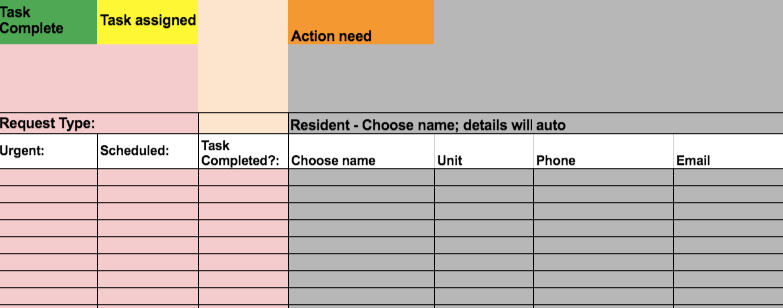 Task
Complete
Task assigned
Action need
Request Type:
Resident - Choose name; details will auto
Urgent:
Scheduled:
Task
Completed?:
Choose name
Unit
Phone
Email